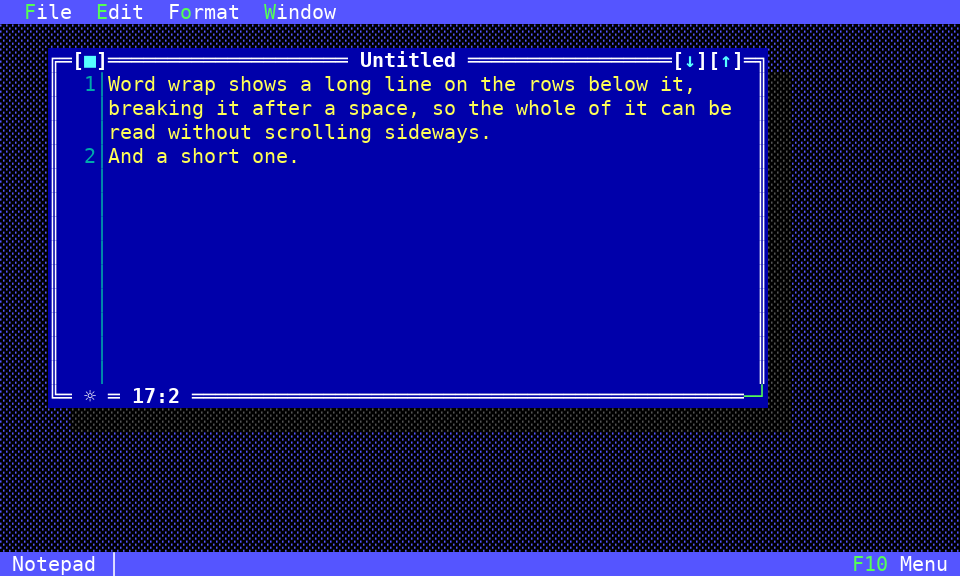 File Edit Format Window
[■] Untitled [↓][↑]
1 Word wrap shows a long line on the rows below it,
breaking it after a space, so the whole of it can be
read without scrolling sideways.
2 And a short one.
☼ 17:2
Notepad F10 Menu